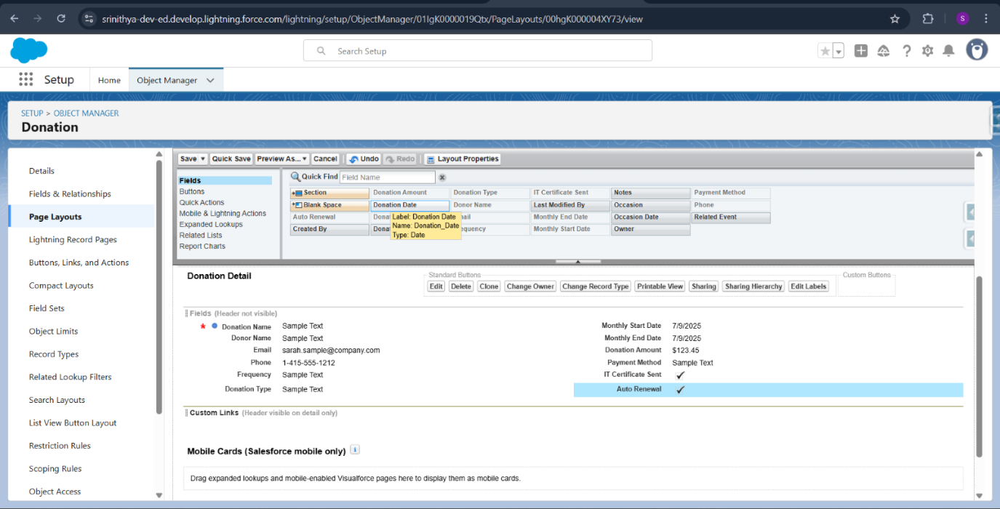 srinithya-dev-ed.develop.lightning.force.com/lightning/setup/ObjectManager/01IgK0000019Qtx/PageLayouts/00hgK000004XY73/view
S
Search Setup
Setup Home Object Manager
SETUP > OBJECT MANAGER
Donation
Details
Fields & Relationships
Page Layouts
Lightning Record Pages
Buttons, Links, and Actions
Compact Layouts
Field Sets
Object Limits
Record Types
Related Lookup Filters
Search Layouts
List View Button Layout
Restriction Rules
Scoping Rules
Object Access
Save Quick Save Preview As... Cancel Undo Redo Layout Properties
Fields
Buttons
Quick Actions
Mobile & Lightning Actions
Expanded Lookups
Related Lists
Report Charts
Quick Find Field Name
Section Donation Amount Donation Type IT Certificate Sent Notes Payment Method
Blank Space Donation Date Donor Name Last Modified By Occasion Phone
Auto Renewal Monthly End Date Occasion Date Related Event
Created By Monthly Start Date Owner
Label: Donation Date
Name: Donation_Date
Type: Date
Donation Detail
Standard Buttons
Edit Delete Clone Change Owner Change Record Type Printable View Sharing Sharing Hierarchy Edit Labels
Custom Buttons
Fields (Header not visible)
* Donation Name Sample Text Monthly Start Date 7/9/2025
Donor Name Sample Text Monthly End Date 7/9/2025
Email sarah.sample@company.com Donation Amount $123.45
Phone 1-415-555-1212 Payment Method Sample Text
Frequency Sample Text IT Certificate Sent ✓
Donation Type Sample Text Auto Renewal ✓
Custom Links (Header visible on detail only)
Mobile Cards (Salesforce mobile only) i
Drag expanded lookups and mobile-enabled Visualforce pages here to display them as mobile cards.